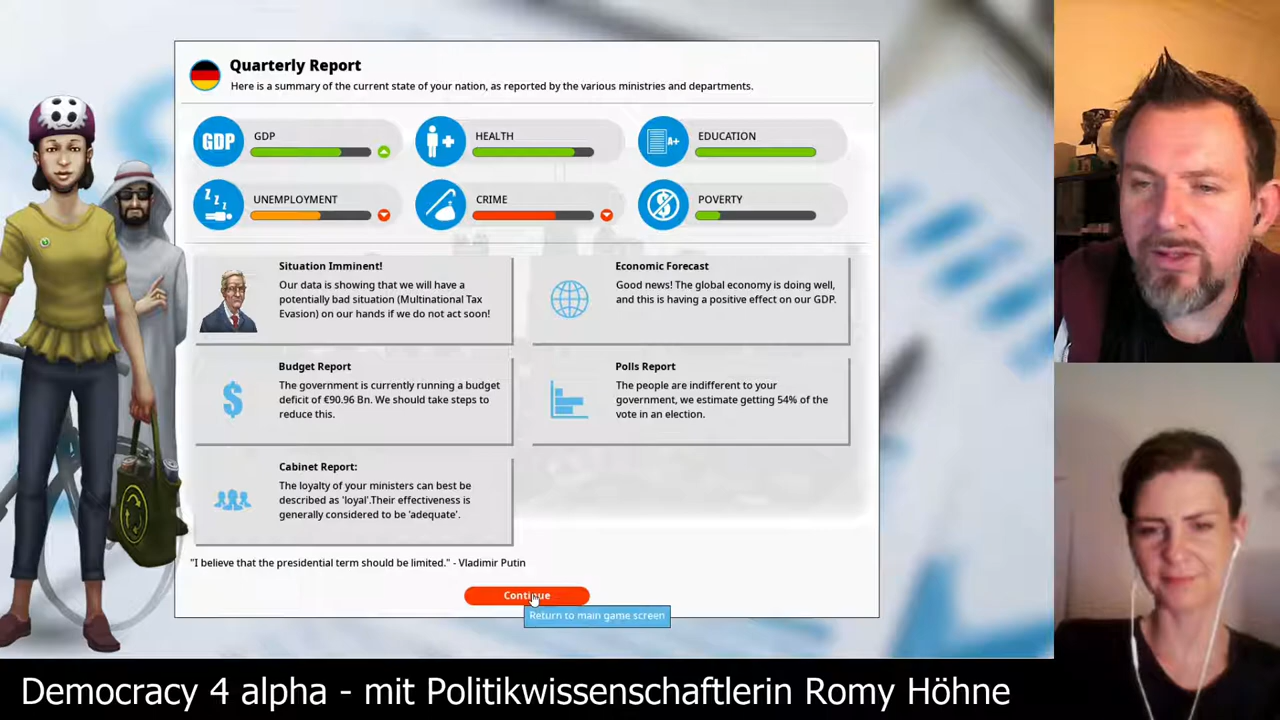 Quarterly Report
Here is a summary of the current state of your nation, as reported by the various ministries and departments.
GDP
GDP
HEALTH
A+
EDUCATION
Z Z Z
UNEMPLOYMENT
CRIME
$
POVERTY
Situation Imminent!
Our data is showing that we will have a
potentially bad situation (Multinational Tax
Evasion) on our hands if we do not act soon!
Economic Forecast
Good news! The global economy is doing well,
and this is having a positive effect on our GDP.
$
Budget Report
The government is currently running a budget
deficit of €90.96 Bn. We should take steps to
reduce this.
Polls Report
The people are indifferent to your
government, we estimate getting 54% of the
vote in an election.
Cabinet Report:
The loyalty of your ministers can best be
described as 'loyal'.Their effectiveness is
generally considered to be 'adequate'.
"I believe that the presidential term should be limited." - Vladimir Putin
Continue
Return to main game screen
Democracy 4 alpha - mit Politikwissenschaftlerin Romy Höhne